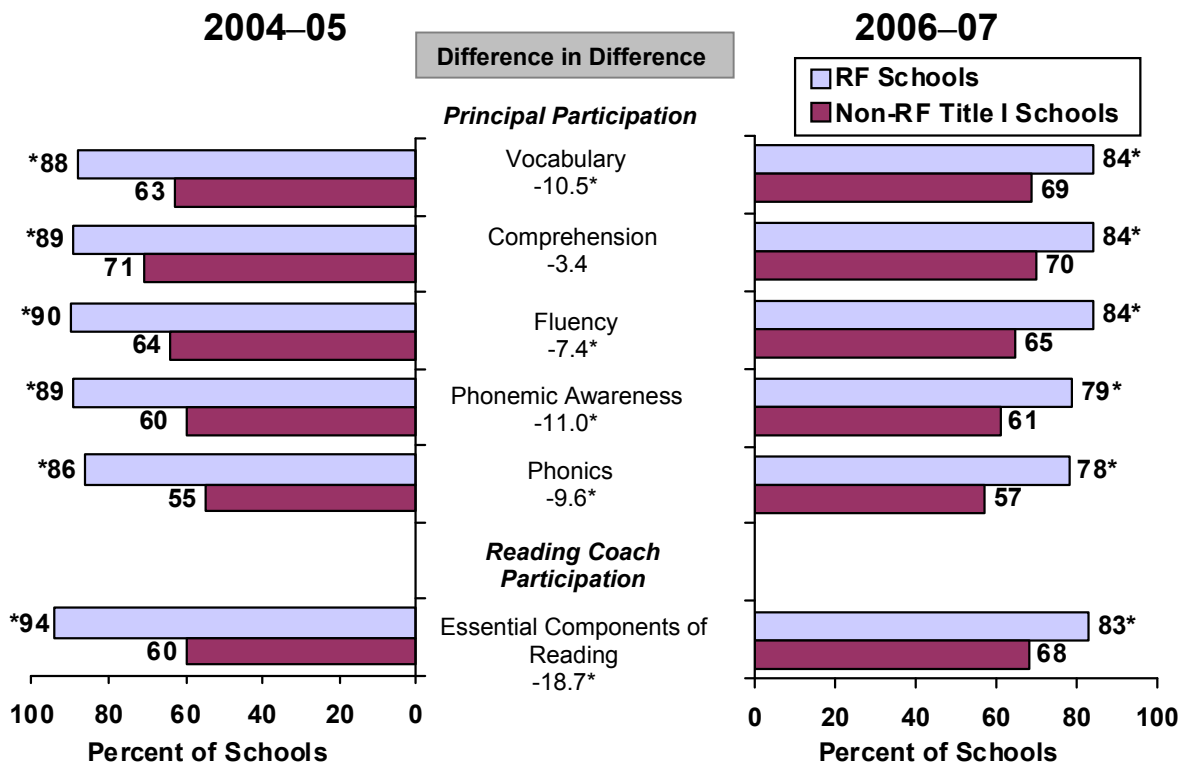 2004–05
Difference in Difference
2006–07
RF Schools
Non-RF Title I Schools
Principal Participation
*88
63
Vocabulary
-10.5*
84*
69
*89
71
Comprehension
-3.4
84*
70
*90
64
Fluency
-7.4*
84*
65
*89
60
Phonemic Awareness
-11.0*
79*
61
*86
55
Phonics
-9.6*
78*
57
Reading Coach
Participation
*94
60
Essential Components of
Reading
-18.7*
83*
68
100 80 60 40 20 0
Percent of Schools
0 20 40 60 80 100
Percent of Schools